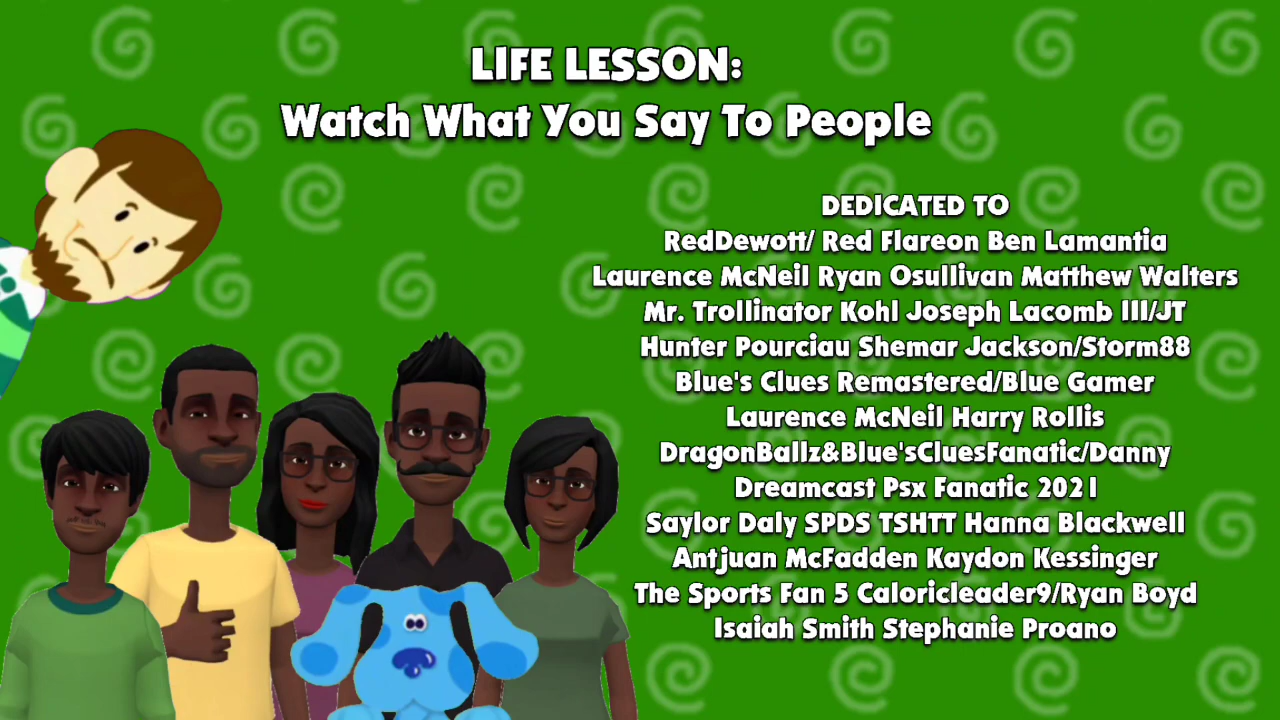 LIFE LESSON:
Watch What You Say To People
DEDICATED TO
RedDewott/ Red Flareon Ben Lamantia
Laurence McNeil Ryan Osullivan Matthew Walters
Mr. Trollinator Kohl Joseph Lacomb III/JT
Hunter Pourciau Shemar Jackson/Storm88
Blue's Clues Remastered/Blue Gamer
Laurence McNeil Harry Rollis
DragonBallz&Blue'sCluesFanatic/Danny
Dreamcast Psx Fanatic 2021
Saylor Daly SPDS TSHTT Hanna Blackwell
Antjuan McFadden Kaydon Kessinger
The Sports Fan 5 Caloricleader9/Ryan Boyd
Isaiah Smith Stephanie Proano